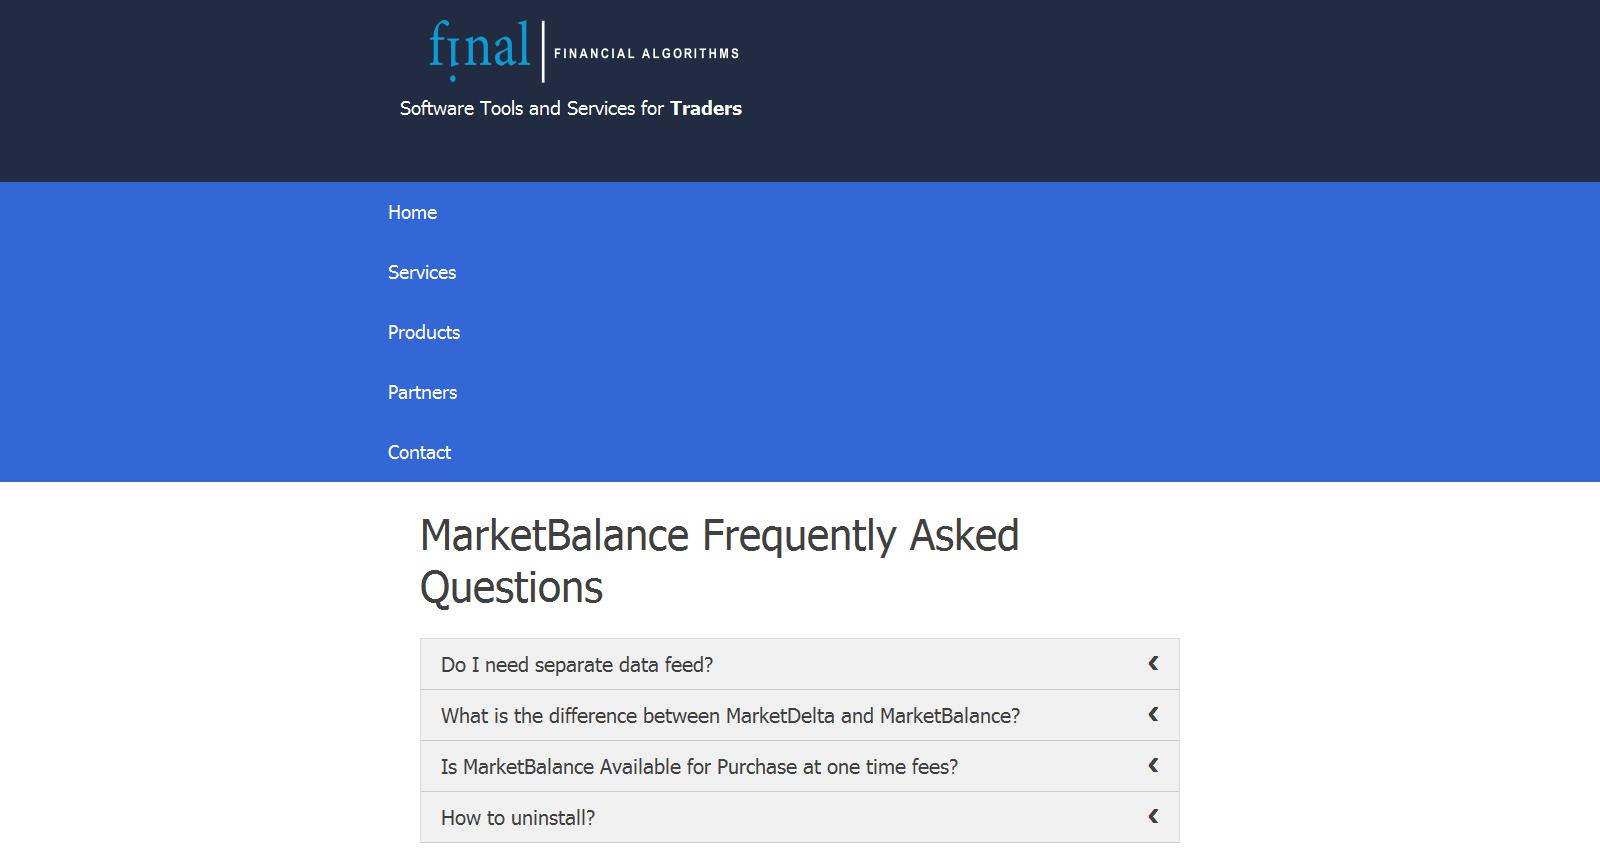 final
FINANCIAL ALGORITHMS
Software Tools and Services for Traders
Home
Services
Products
Partners
Contact
MarketBalance Frequently Asked
Questions
Do I need separate data feed?
What is the difference between MarketDelta and MarketBalance?
Is MarketBalance Available for Purchase at one time fees?
How to uninstall?